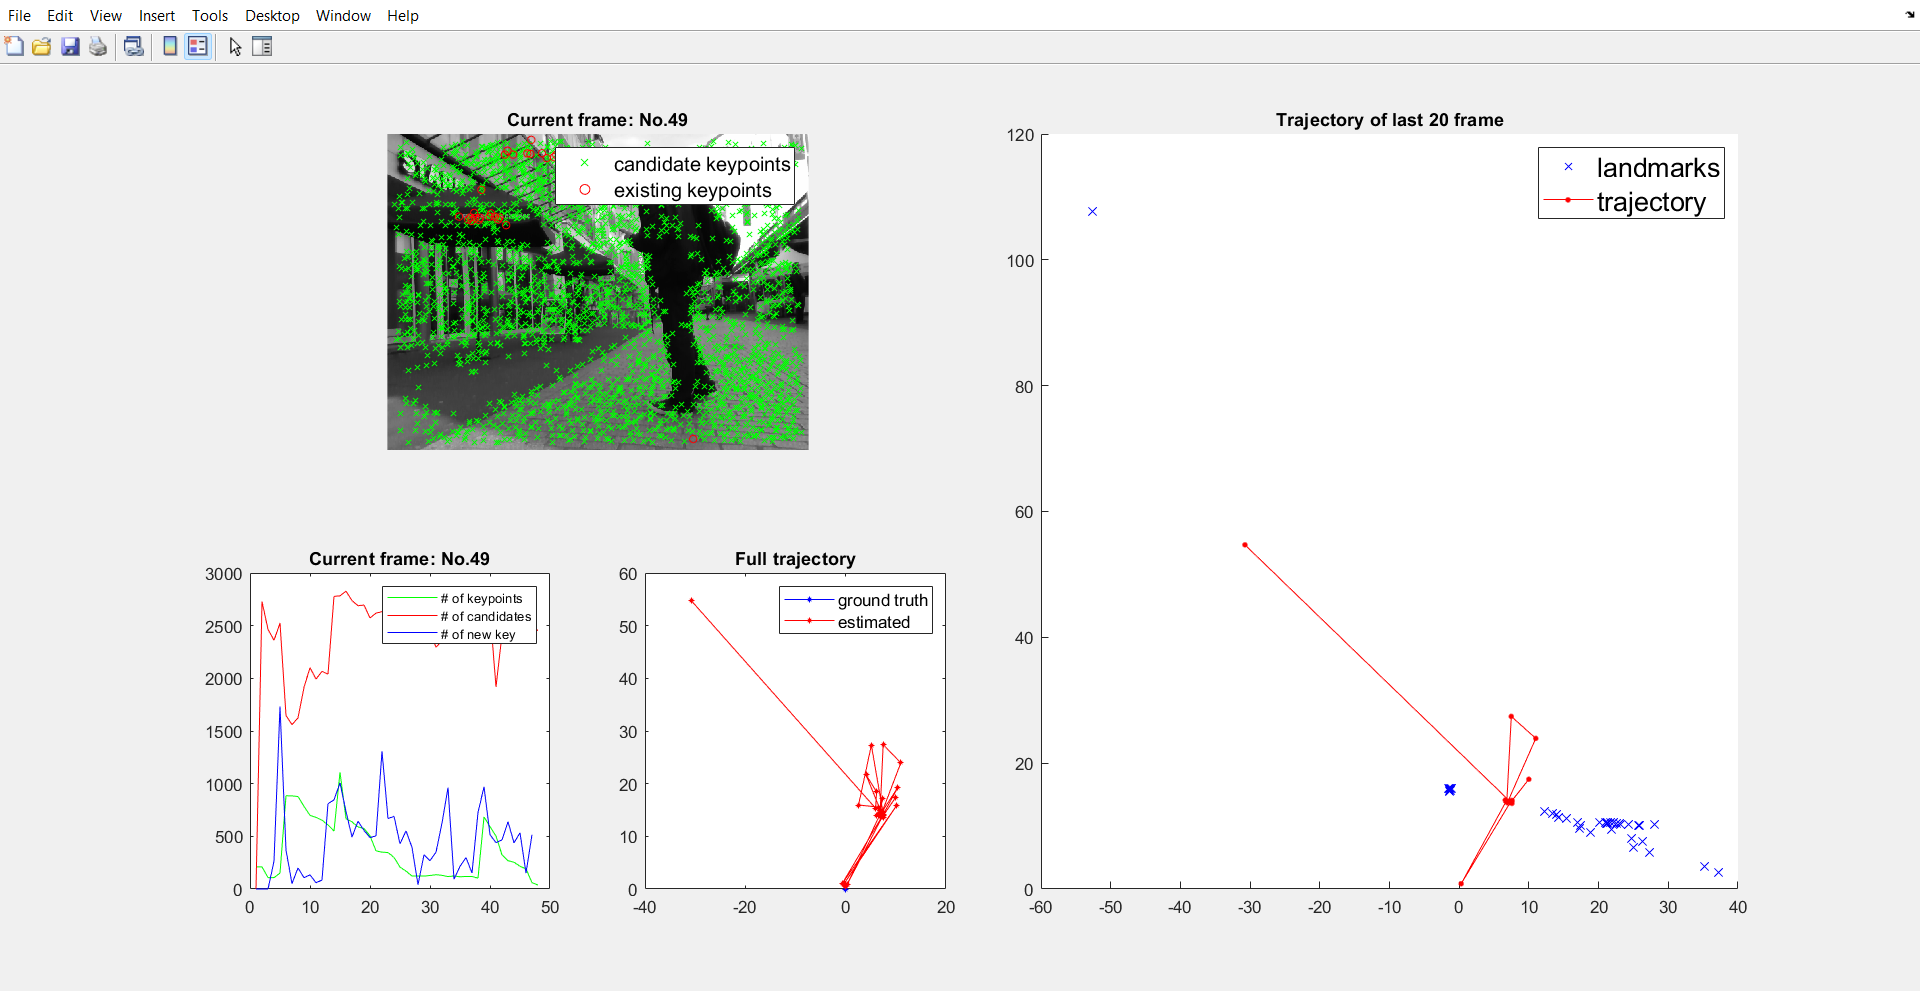 File Edit View Insert Tools Desktop Window Help
Current frame: No.49
candidate keypoints
existing keypoints
Trajectory of last 20 frame
120
100
80
60
40
20
0
-60 -50 -40 -30 -20 -10 0 10 20 30 40
landmarks
trajectory
Current frame: No.49
3000
2500
2000
1500
1000
500
0
0 10 20 30 40 50
# of keypoints
# of candidates
# of new key
Full trajectory
60
50
40
30
20
10
0
-40 -20 0 20
ground truth
estimated